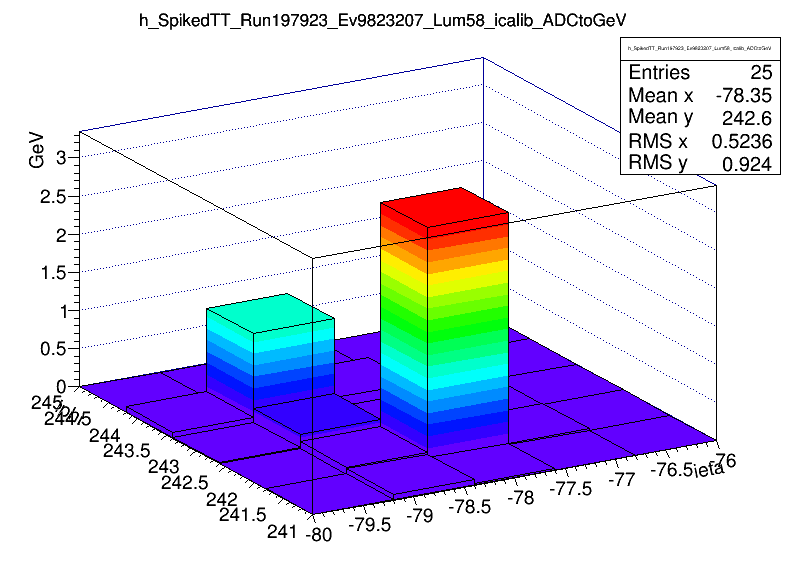 h_SpikedTT_Run197923_Ev9823207_Lum58_icalib_ADCtoGeV
h_SpikedTT_Run197923_Ev9823207_Lum58_icalib_ADCtoGeV
Entries 25
Mean x -78.35
Mean y 242.6
RMS x 0.5236
RMS y 0.924
GeV
3
2.5
2
1.5
1
0.5
0
245
244.5
244
243.5
243
242.5
242
241.5
241
-80
-79.5
-79
-78.5
-78
-77.5
-77
-76.5
-76
ieta